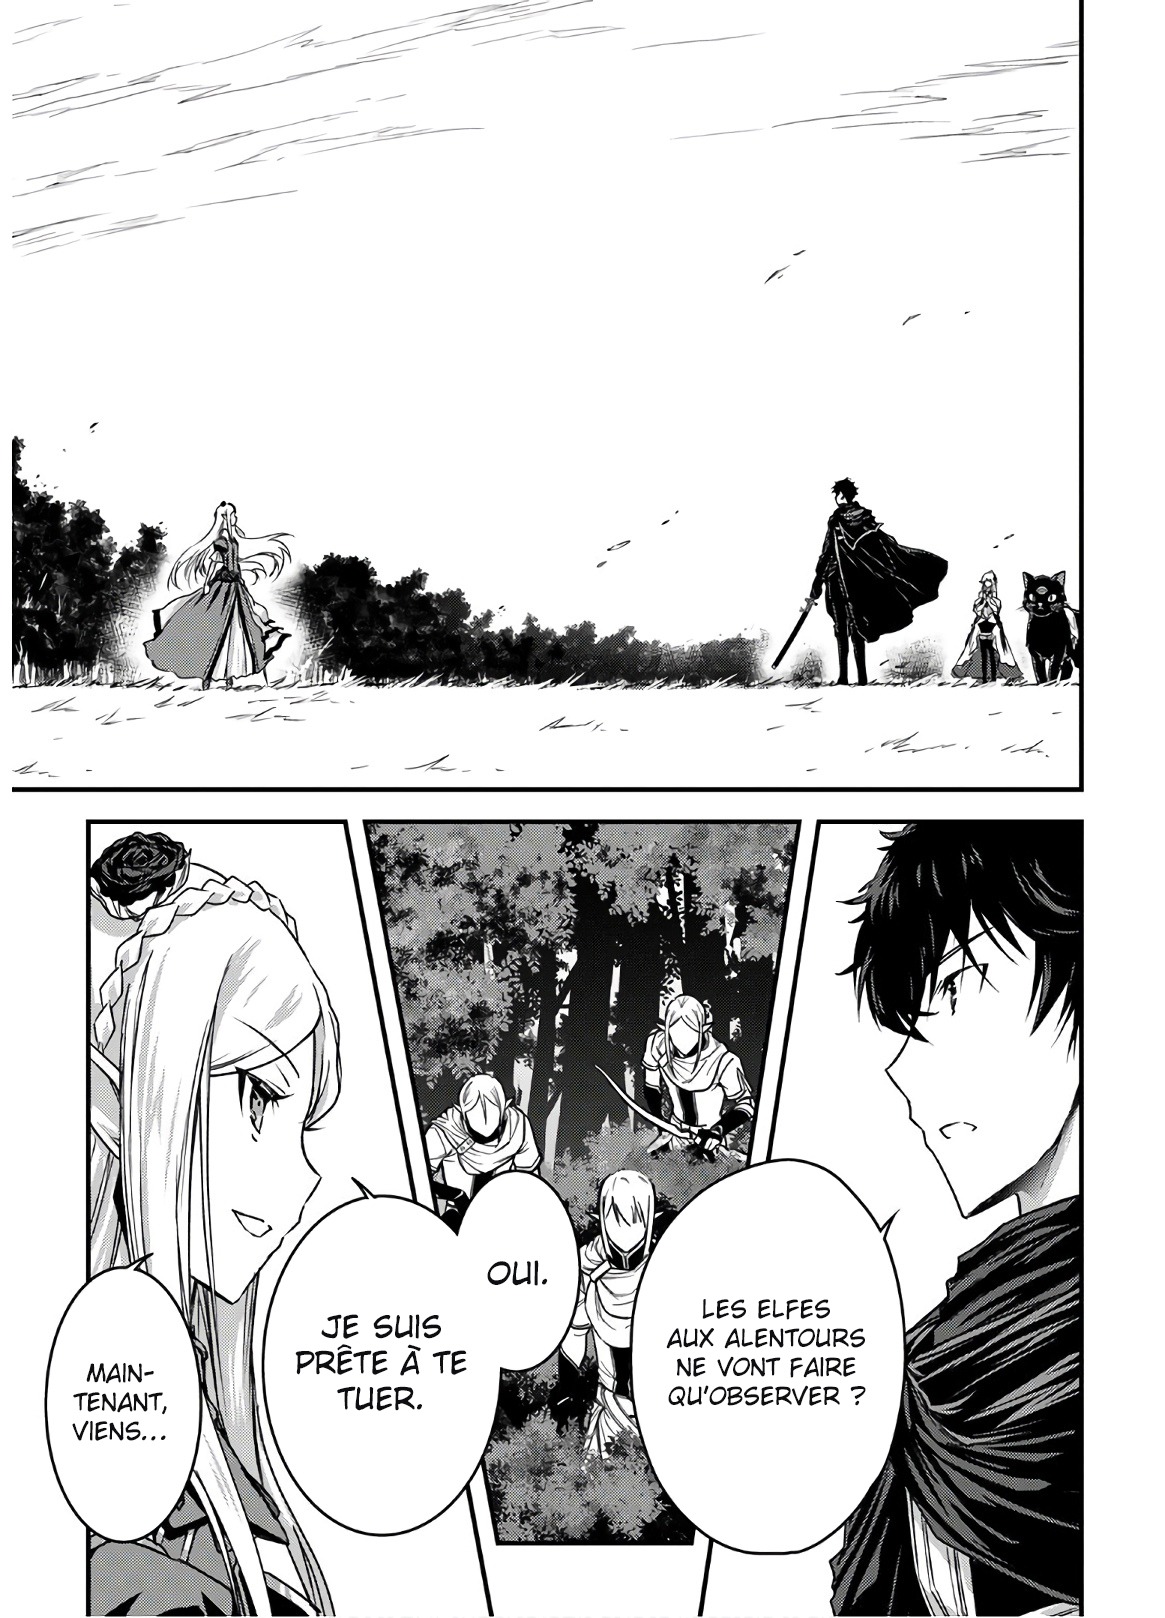 LES ELFES
AUX ALENTOURS
NE VONT FAIRE
QU'OBSERVER ?
OUI.
JE SUIS
PRÊTE À TE
TUER.
MAIN-
TENANT,
VIENS...